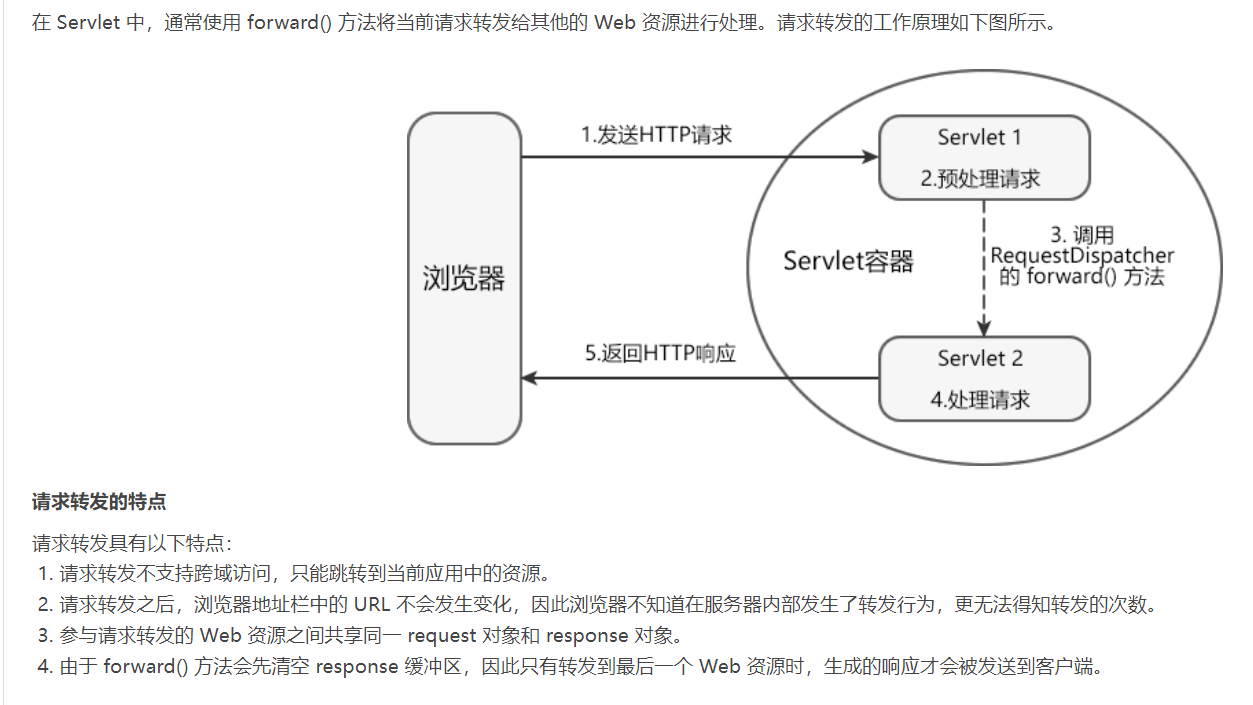 在 Servlet 中，通常使用 forward() 方法将当前请求转发给其他的 Web 资源进行处理。请求转发的工作原理如下图所示。
浏览器
1.发送HTTP请求
Servlet 1
2.预处理请求
Servlet容器
3. 调用
RequestDispatcher
的 forward() 方法
5.返回HTTP响应
Servlet 2
4.处理请求
请求转发的特点
请求转发具有以下特点：
1. 请求转发不支持跨域访问，只能跳转到当前应用中的资源。
2. 请求转发之后，浏览器地址栏中的 URL 不会发生变化，因此浏览器不知道在服务器内部发生了转发行为，更无法得知转发的次数。
3. 参与请求转发的 Web 资源之间共享同一 request 对象和 response 对象。
4. 由于 forward() 方法会先清空 response 缓冲区，因此只有转发到最后一个 Web 资源时，生成的响应才会被发送到客户端。